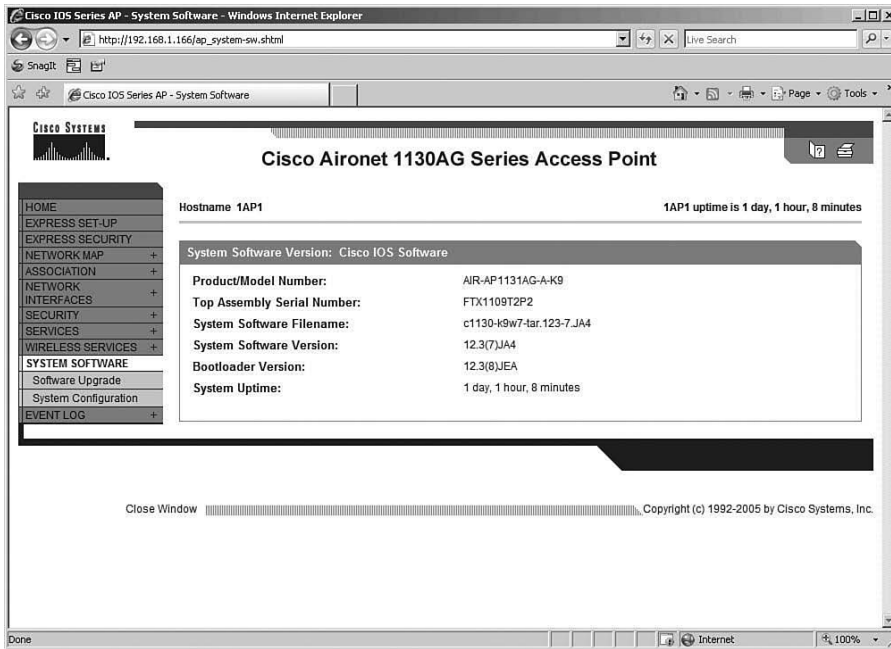 Cisco IOS Series AP - System Software - Windows Internet Explorer
http://192.168.1.166/ap_system-sw.shtml
Live Search
SnagIt
Cisco IOS Series AP - System Software
Page
Tools
CISCO SYSTEMS
Cisco Aironet 1130AG Series Access Point
Hostname 1AP1
1AP1 uptime is 1 day, 1 hour, 8 minutes
HOME
EXPRESS SET-UP
EXPRESS SECURITY
NETWORK MAP +
ASSOCIATION +
NETWORK
INTERFACES +
SECURITY +
SERVICES +
WIRELESS SERVICES +
SYSTEM SOFTWARE
Software Upgrade
System Configuration
EVENT LOG +
System Software Version: Cisco IOS Software
Product/Model Number: AIR-AP1131AG-A-K9
Top Assembly Serial Number: FTX1109T2P2
System Software Filename: c1130-k9w7-tar.123-7.JA4
System Software Version: 12.3(7)JA4
Bootloader Version: 12.3(8)JEA
System Uptime: 1 day, 1 hour, 8 minutes
Close Window
Copyright (c) 1992-2005 by Cisco Systems, Inc.
Done
Internet
100%